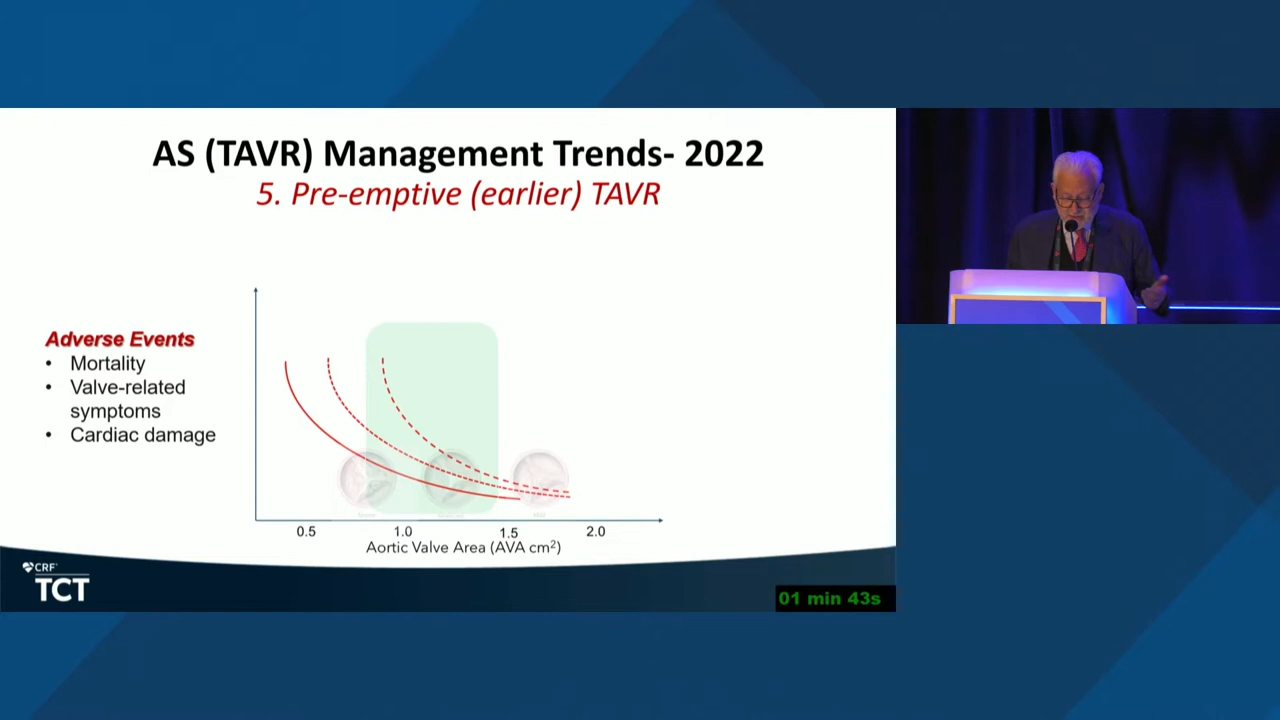 AS (TAVR) Management Trends- 2022
5. Pre-emptive (earlier) TAVR
Adverse Events
• Mortality
• Valve-related
symptoms
• Cardiac damage
0.5 1.0 1.5 2.0
Aortic Valve Area (AVA cm²)
CRF
TCT
01 min 43s